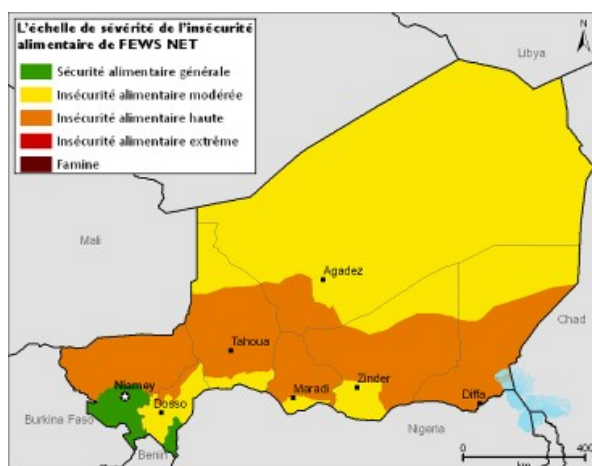 L'échelle de sévérité de l'insécurité
alimentaire de FEWS NET
Sécurité alimentaire générale
Insécurité alimentaire modérée
Insécurité alimentaire haute
Insécurité alimentaire extrême
Famine
N
Libya
Mali
Agadez
Chad
Tahoua
Zinder
Maradi
Diffa
Niamey
Dosso
Burkina Faso
Benin
Nigeria
0 400
km